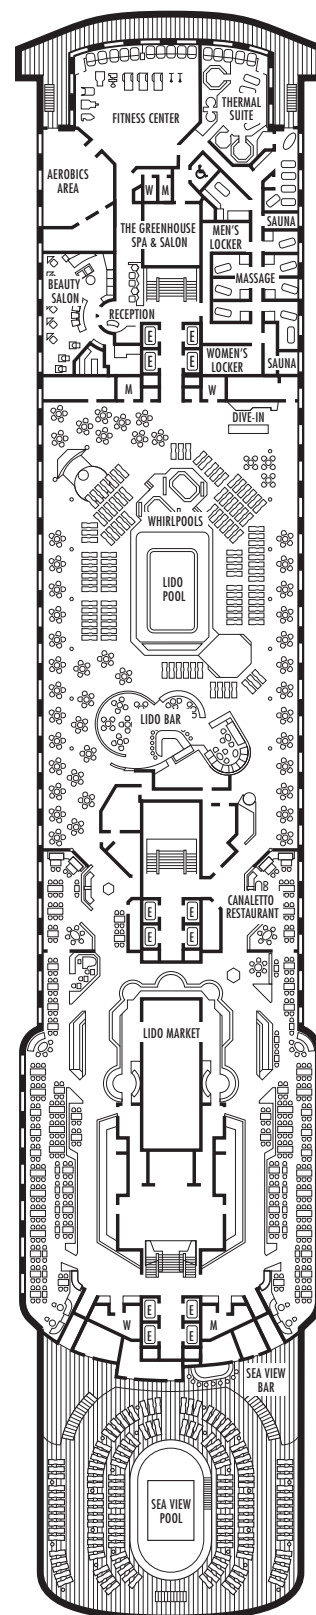 FITNESS CENTER
THERMAL
SUITE
AEROBICS
AREA
W M
THE GREENHOUSE
SPA & SALON
MEN'S
LOCKER
SAUNA
BEAUTY
SALON
MASSAGE
RECEPTION
E E
E E
WOMEN'S
LOCKER
SAUNA
M W
DIVE-IN
WHIRLPOOLS
LIDO
POOL
LIDO BAR
CANALETTO
RESTAURANT
E E
E E
LIDO MARKET
W E E M
E E
SEA VIEW
BAR
SEA VIEW
POOL